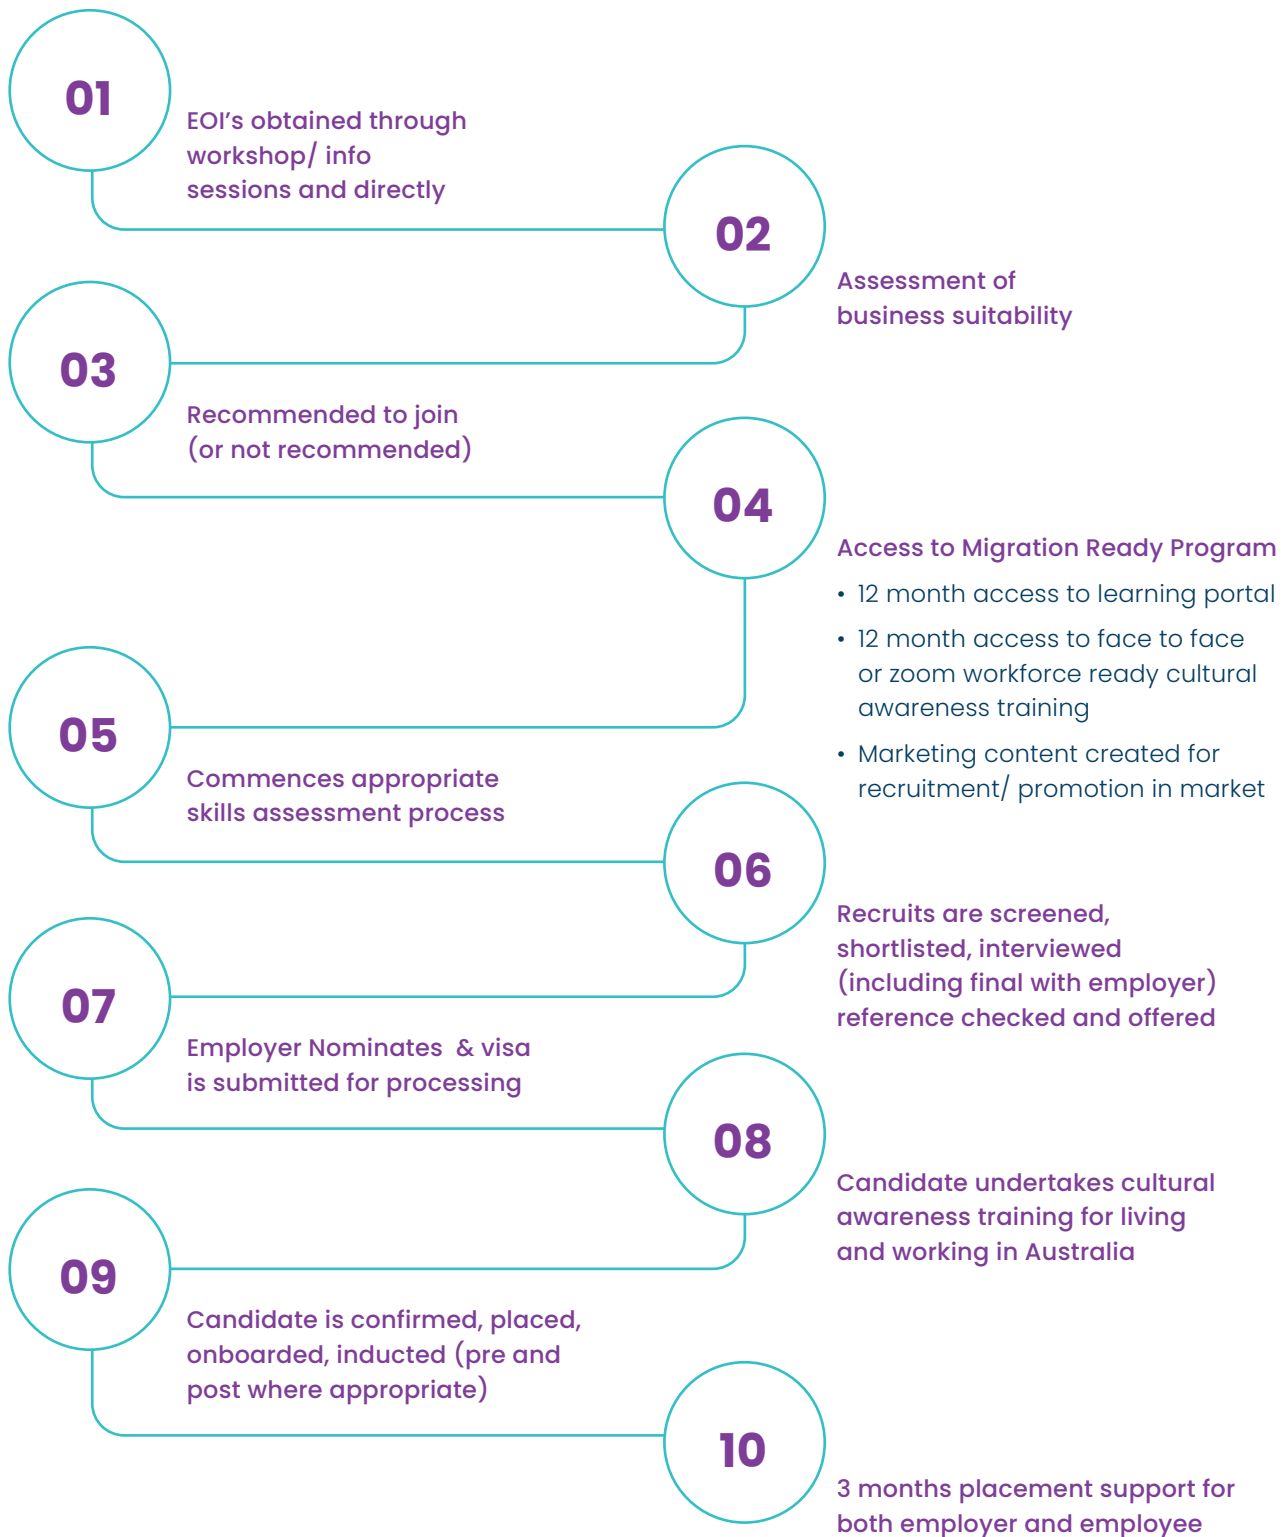 01
EOI's obtained through
workshop/ info
sessions and directly
02
Assessment of
business suitability
03
Recommended to join
(or not recommended)
04
Access to Migration Ready Program
• 12 month access to learning portal
• 12 month access to face to face
or zoom workforce ready cultural
awareness training
• Marketing content created for
recruitment/ promotion in market
05
Commences appropriate
skills assessment process
06
Recruits are screened,
shortlisted, interviewed
(including final with employer)
reference checked and offered
07
Employer Nominates  & visa
is submitted for processing
08
Candidate undertakes cultural
awareness training for living
and working in Australia
09
Candidate is confirmed, placed,
onboarded, inducted (pre and
post where appropriate)
10
3 months placement support for
both employer and employee